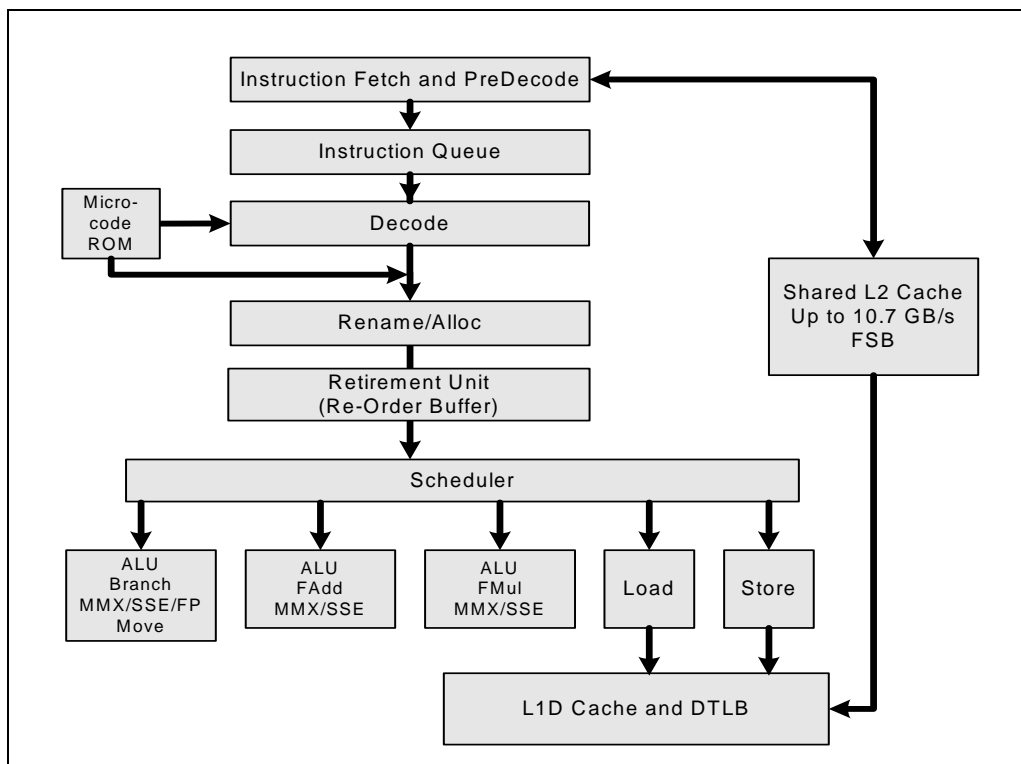 Instruction Fetch and PreDecode
Instruction Queue
Micro-
code
ROM
Decode
Shared L2 Cache
Up to 10.7 GB/s
FSB
Rename/Alloc
Retirement Unit
(Re-Order Buffer)
Scheduler
ALU
Branch
MMX/SSE/FP
Move
ALU
FAdd
MMX/SSE
ALU
FMul
MMX/SSE
Load
Store
L1D Cache and DTLB